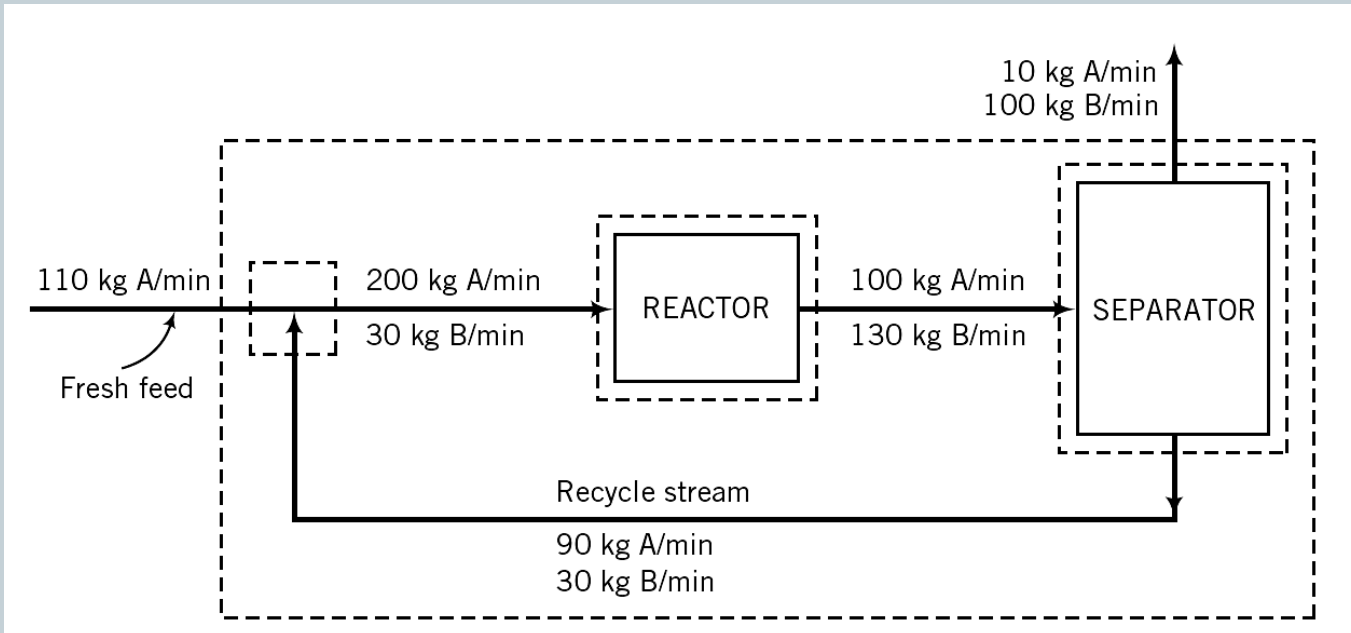 10 kg A/min
100 kg B/min
110 kg A/min
200 kg A/min
30 kg B/min
REACTOR
100 kg A/min
130 kg B/min
SEPARATOR
Fresh feed
Recycle stream
90 kg A/min
30 kg B/min